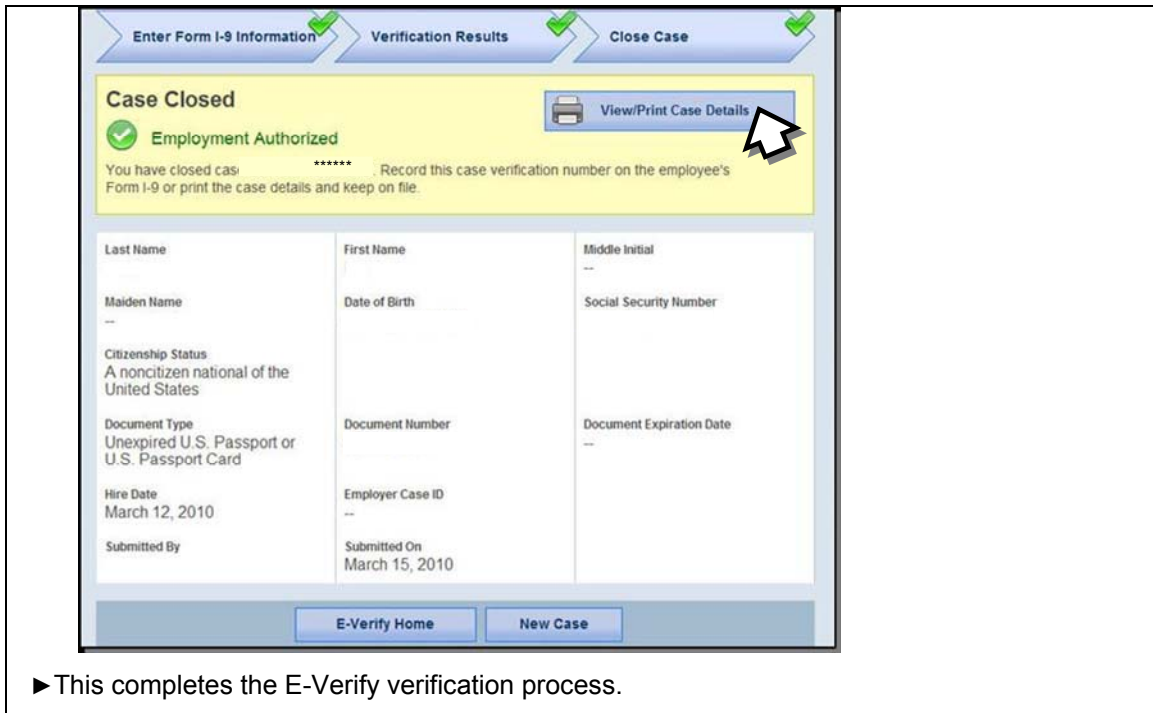 Enter Form I-9 Information Verification Results Close Case
Case Closed
View/Print Case Details
Employment Authorized
You have closed cas ****** . Record this case verification number on the employee's
Form I-9 or print the case details and keep on file.
Last Name First Name Middle Initial
--
Maiden Name Date of Birth Social Security Number
--
Citizenship Status
A noncitizen national of the
United States
Document Type Document Number Document Expiration Date
Unexpired U.S. Passport or --
U.S. Passport Card
Hire Date Employer Case ID
March 12, 2010 --
Submitted By Submitted On
March 15, 2010
E-Verify Home New Case
►This completes the E-Verify verification process.